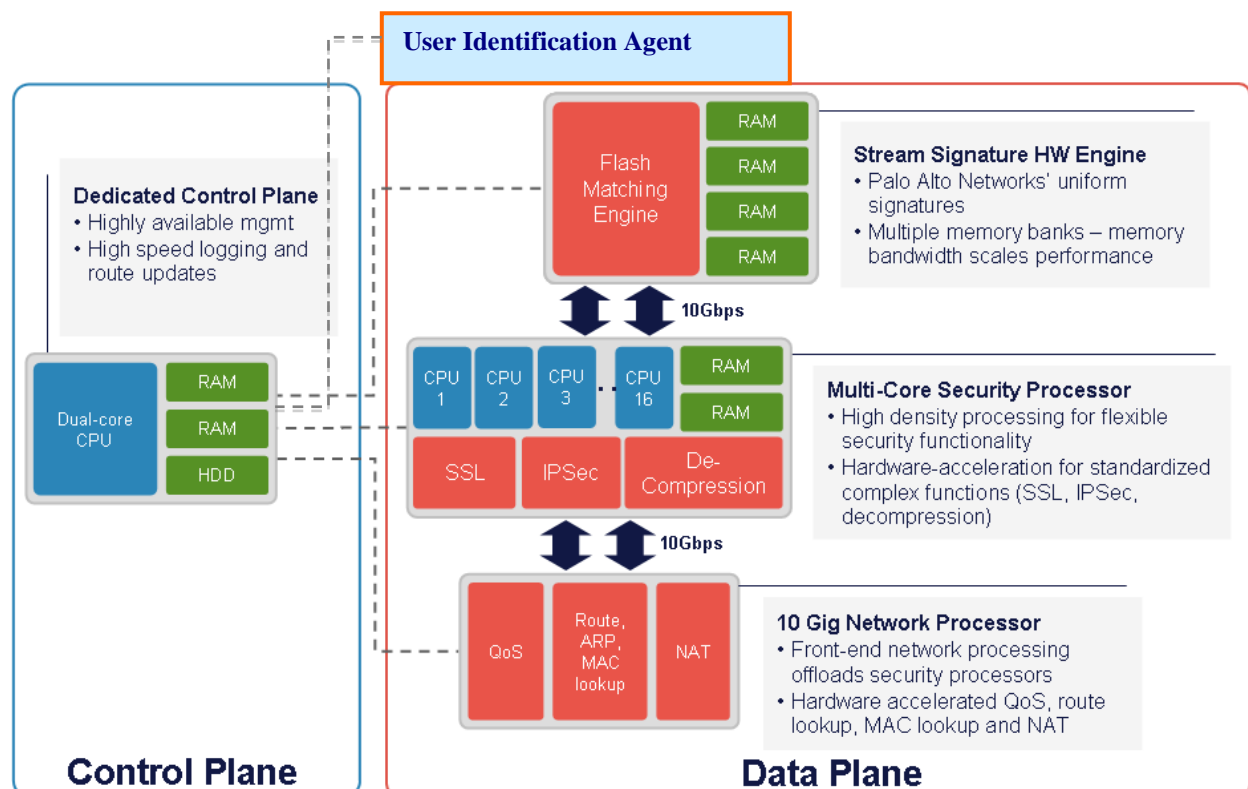 User Identification Agent
Dedicated Control Plane
• Highly available mgmt
• High speed logging and
route updates
Dual-core
CPU
RAM
RAM
HDD
Control Plane
Flash
Matching
Engine
RAM
RAM
RAM
RAM
Stream Signature HW Engine
• Palo Alto Networks' uniform
signatures
• Multiple memory banks – memory
bandwidth scales performance
10Gbps
CPU
1
CPU
2
CPU
3
. .
CPU
16
RAM
RAM
SSL
IPSec
De-
Compression
Multi-Core Security Processor
• High density processing for flexible
security functionality
• Hardware-acceleration for standardized
complex functions (SSL, IPSec,
decompression)
10Gbps
QoS
Route,
ARP,
MAC
lookup
NAT
10 Gig Network Processor
• Front-end network processing
offloads security processors
• Hardware accelerated QoS, route
lookup, MAC lookup and NAT
Data Plane